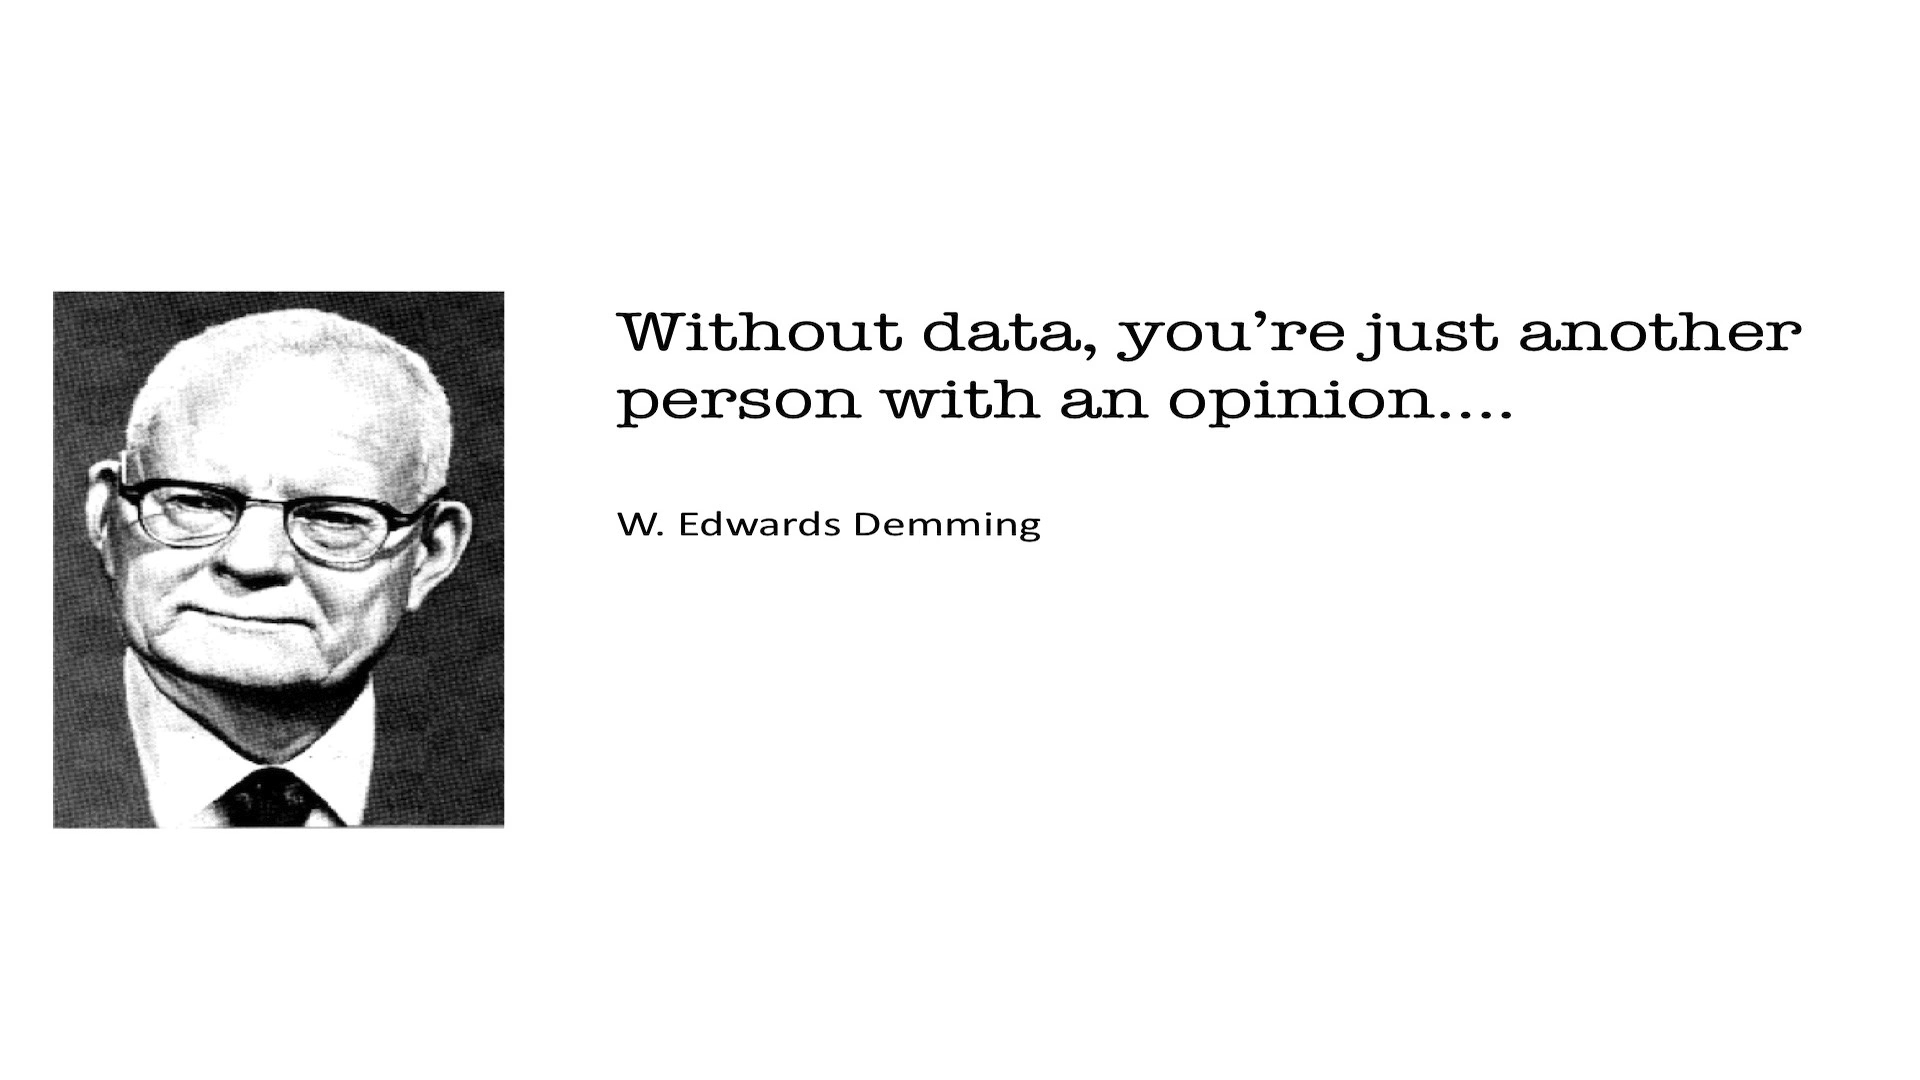 Without data, you’re just another
person with an opinion....
W. Edwards Demming